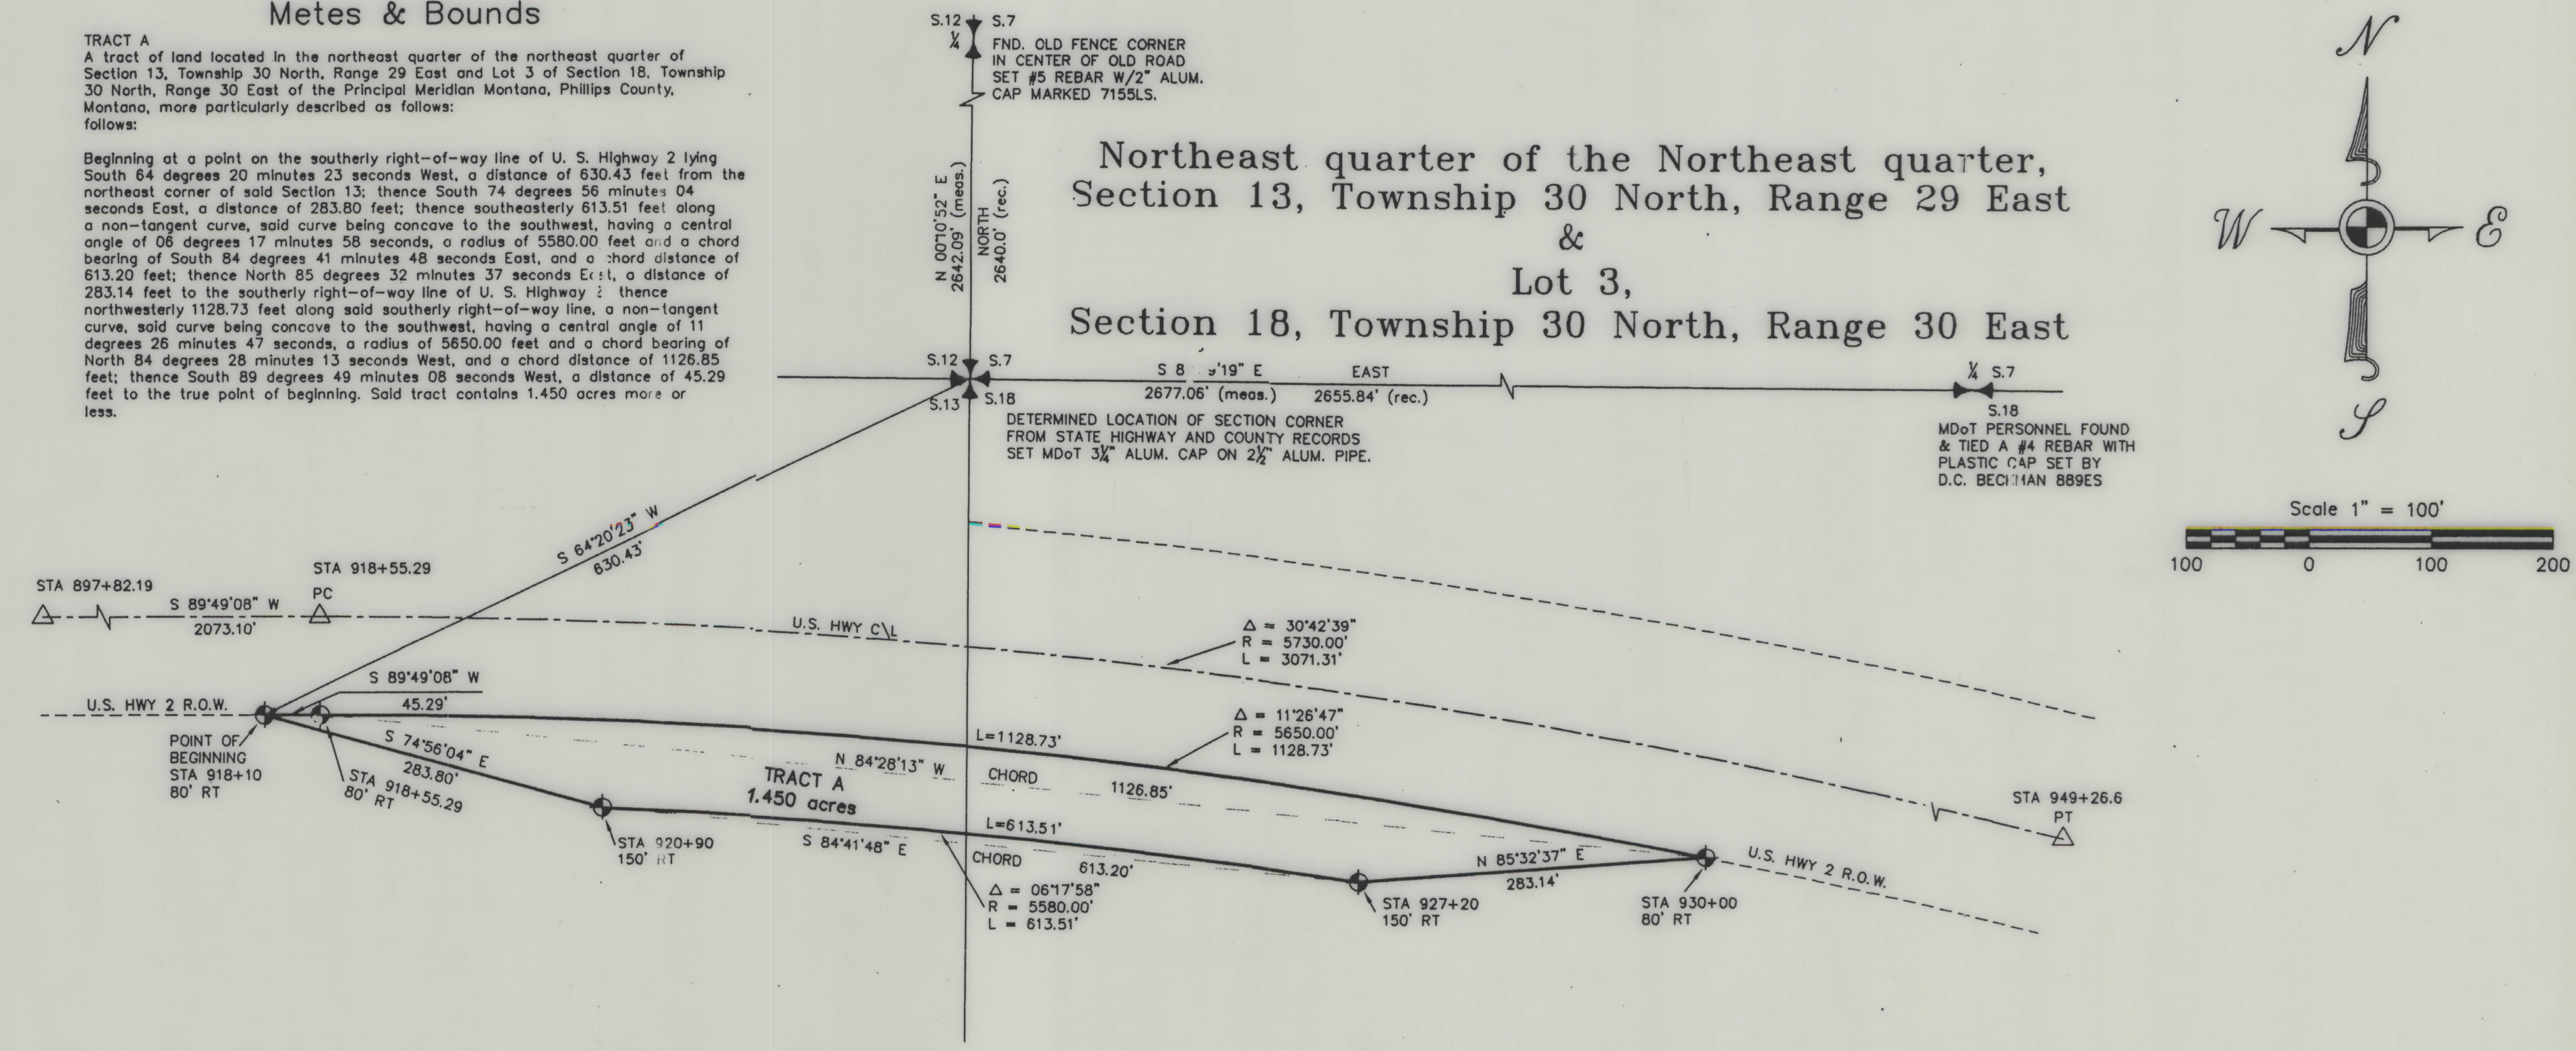 Metes & Bounds
TRACT A
A tract of land located in the northeast quarter of the northeast quarter of
Section 13, Township 30 North, Range 29 East and Lot 3 of Section 18, Township
30 North, Range 30 East of the Principal Meridian Montana, Phillips County,
Montana, more particularly described as follows:
follows:
Beginning at a point on the southerly right-of-way line of U. S. Highway 2 lying
South 64 degrees 20 minutes 23 seconds West, a distance of 630.43 feet from the
northeast corner of said Section 13; thence South 74 degrees 56 minutes 04
seconds East, a distance of 283.80 feet; thence southeasterly 613.51 feet along
a non-tangent curve, said curve being concave to the southwest, having a central
angle of 06 degrees 17 minutes 58 seconds, a radius of 5580.00 feet and a chord
bearing of South 84 degrees 41 minutes 48 seconds East, and a chord distance of
613.20 feet; thence North 85 degrees 32 minutes 37 seconds East, a distance of
283.14 feet to the southerly right-of-way line of U. S. Highway 2 thence
northwesterly 1128.73 feet along said southerly right-of-way line, a non-tangent
curve, said curve being concave to the southwest, having a central angle of 11
degrees 26 minutes 47 seconds, a radius of 5650.00 feet and a chord bearing of
North 84 degrees 28 minutes 13 seconds West, and a chord distance of 1126.85
feet; thence South 89 degrees 49 minutes 08 seconds West, a distance of 45.29
feet to the true point of beginning. Said tract contains 1.450 acres more or
less.
S.12 S.7
1/4
FND. OLD FENCE CORNER
IN CENTER OF OLD ROAD
SET #5 REBAR W/2" ALUM.
CAP MARKED 7155LS.
N 00°10'52" E
2642.09' (meas.)
NORTH
2640.0' (rec.)
Northeast quarter of the Northeast quarter,
Section 13, Township 30 North, Range 29 East
&
Lot 3,
Section 18, Township 30 North, Range 30 East
N
W E
S
Scale 1" = 100'
100 0 100 200
S.12 S.7
S.13 S.18
S 8 9'19" E
2677.06' (meas.)
EAST
2655.84' (rec.)
1/4 S.7
S.18
DETERMINED LOCATION OF SECTION CORNER
FROM STATE HIGHWAY AND COUNTY RECORDS
SET MDoT 3¼" ALUM. CAP ON 2½" ALUM. PIPE.
MDoT PERSONNEL FOUND
& TIED A #4 REBAR WITH
PLASTIC CAP SET BY
D.C. BECKMAN 889ES
S 64°20'23" W
630.43'
STA 897+82.19
S 89°49'08" W
2073.10'
STA 918+55.29
PC
U.S. HWY C\L
Δ = 30°42'39"
R = 5730.00'
L = 3071.31'
S 89°49'08" W
45.29'
U.S. HWY 2 R.O.W.
POINT OF
BEGINNING
STA 918+10
80' RT
S 74°56'04" E
283.80'
STA 918+55.29
80' RT
L=1128.73'
Δ = 11°26'47"
R = 5650.00'
L = 1128.73'
N 84°28'13" W
CHORD
1126.85'
TRACT A
1.450 acres
STA 920+90
150' RT
L=613.51'
S 84°41'48" E
CHORD
613.20'
Δ = 06°17'58"
R = 5580.00'
L = 613.51'
N 85°32'37" E
283.14'
STA 927+20
150' RT
STA 930+00
80' RT
U.S. HWY 2 R.O.W.
STA 949+26.6
PT